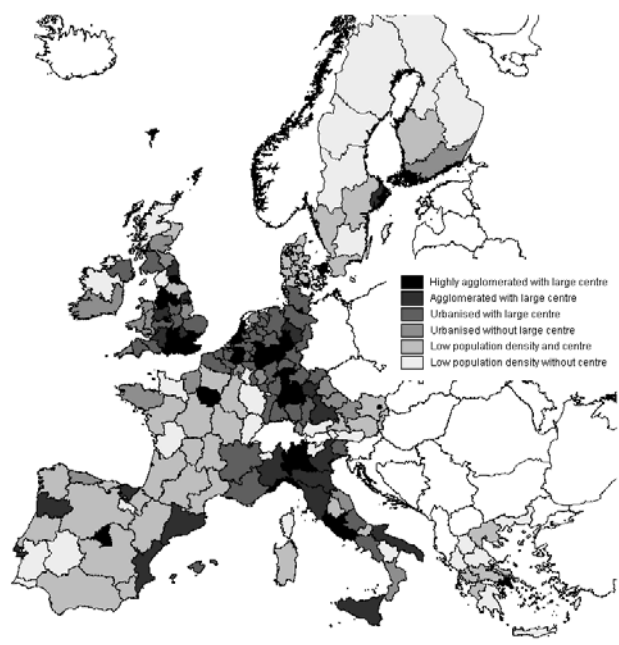 Highly agglomerated with large centre
Agglomerated with large centre
Urbanised with large centre
Urbanised without large centre
Low population density and centre
Low population density without centre